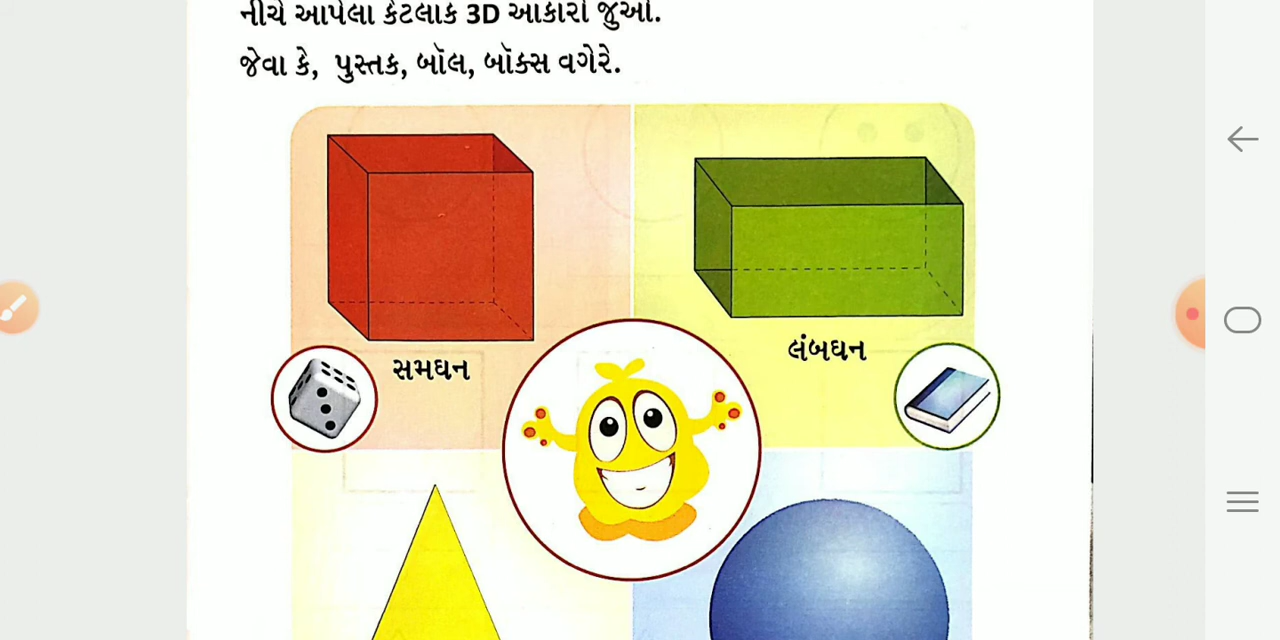 નીચે આપેલા કેટલાક 3D આકારો જુઓ.
જેવા કે, પુસ્તક, બૉલ, બૉક્સ વગેરે.
સમઘન
લંબઘન